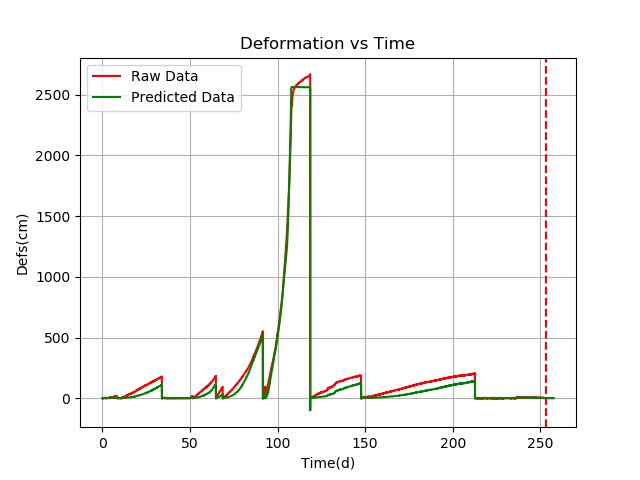 Deformation vs Time
Raw Data
Predicted Data
2500
2000
1500
1000
500
0
Defs(cm)
0 50 100 150 200 250
Time(d)